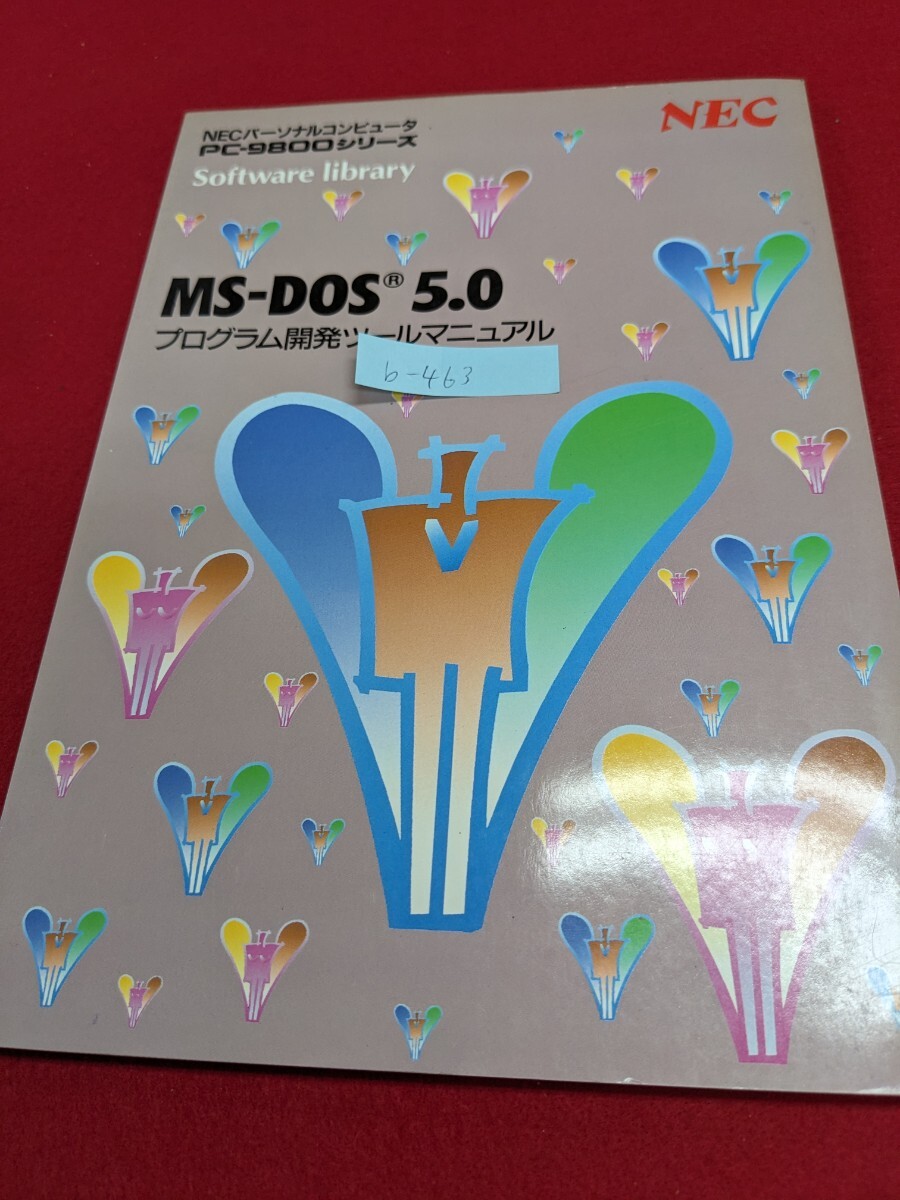 NEC
NECパーソナルコンピュータ
PC-9800シリーズ
Software library
MS-DOS® 5.0
プログラム開発ツールマニュアル
b-463